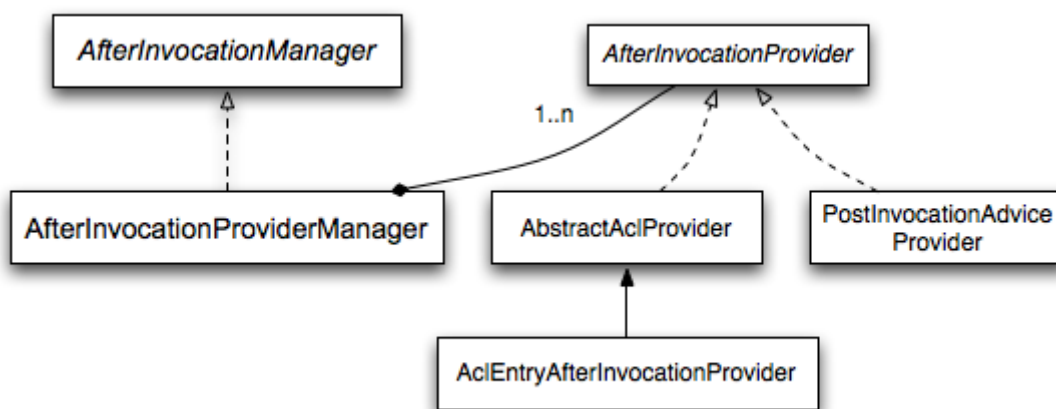 AfterInvocationManager
AfterInvocationProvider
1..n
AfterInvocationProviderManager
AbstractAclProvider
PostInvocationAdvice
Provider
AclEntryAfterInvocationProvider